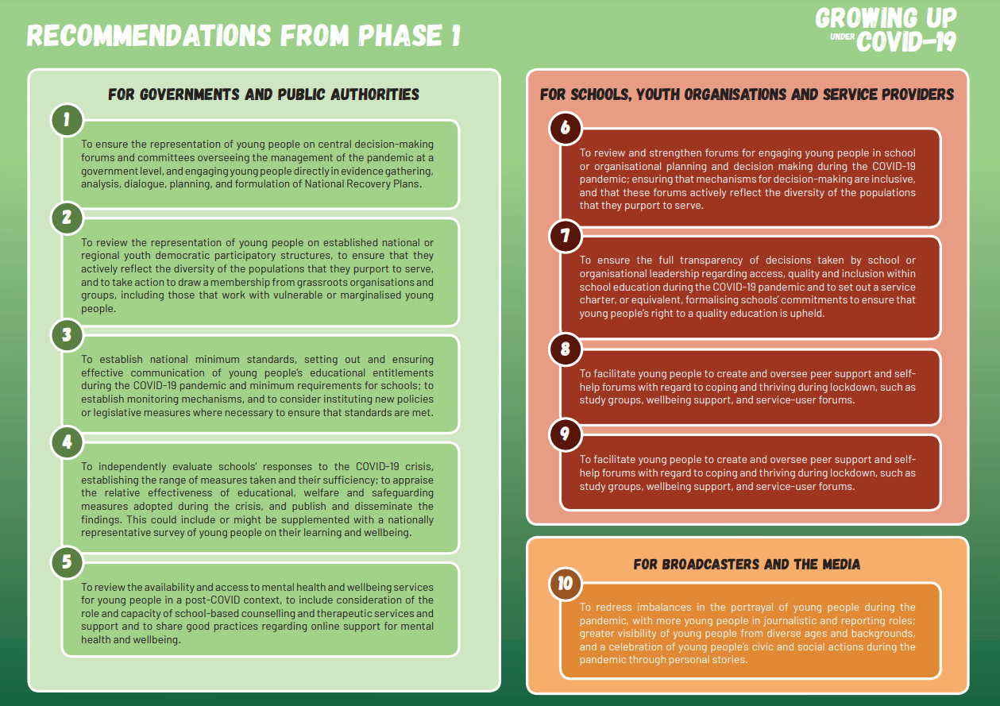 RECOMMENDATIONS FROM PHASE 1
GROWING UP
UNDER COVID-19
FOR GOVERNMENTS AND PUBLIC AUTHORITIES
1
To ensure the representation of young people on central decision-making
forums and committees overseeing the management of the pandemic at a
government level, and engaging young people directly in evidence gathering,
analysis, dialogue, planning, and formulation of National Recovery Plans.
2
To review the representation of young people on established national or
regional youth democratic participatory structures, to ensure that they
actively reflect the diversity of the populations that they purport to serve,
and to take action to draw a membership from grassroots organisations and
groups, including those that work with vulnerable or marginalised young
people.
3
To establish national minimum standards, setting out and ensuring
effective communication of young people's educational entitlements
during the COVID-19 pandemic and minimum requirements for schools; to
establish monitoring mechanisms, and to consider instituting new policies
or legislative measures where necessary to ensure that standards are met.
4
To independently evaluate schools' responses to the COVID-19 crisis,
establishing the range of measures taken and their sufficiency; to appraise
the relative effectiveness of educational, welfare and safeguarding
measures adopted during the crisis, and publish and disseminate the
findings. This could include or might be supplemented with a nationally
representative survey of young people on their learning and wellbeing.
5
To review the availability and access to mental health and wellbeing services
for young people in a post-COVID context, to include consideration of the
role and capacity of school-based counselling and therapeutic services and
support and to share good practices regarding online support for mental
health and wellbeing.
FOR SCHOOLS, YOUTH ORGANISATIONS AND SERVICE PROVIDERS
6
To review and strengthen forums for engaging young people in school
or organisational planning and decision making during the COVID-19
pandemic; ensuring that mechanisms for decision-making are inclusive,
and that these forums actively reflect the diversity of the populations
that they purport to serve.
7
To ensure the full transparency of decisions taken by school or
organisational leadership regarding access, quality and inclusion within
school education during the COVID-19 pandemic and to set out a service
charter, or equivalent, formalising schools' commitments to ensure that
young people's right to a quality education is upheld.
8
To facilitate young people to create and oversee peer support and self-
help forums with regard to coping and thriving during lockdown, such as
study groups, wellbeing support, and service-user forums.
9
To facilitate young people to create and oversee peer support and self-
help forums with regard to coping and thriving during lockdown, such as
study groups, wellbeing support, and service-user forums.
FOR BROADCASTERS AND THE MEDIA
10
To redress imbalances in the portrayal of young people during the
pandemic, with more young people in journalistic and reporting roles;
greater visibility of young people from diverse ages and backgrounds,
and a celebration of young people's civic and social actions during the
pandemic through personal stories.